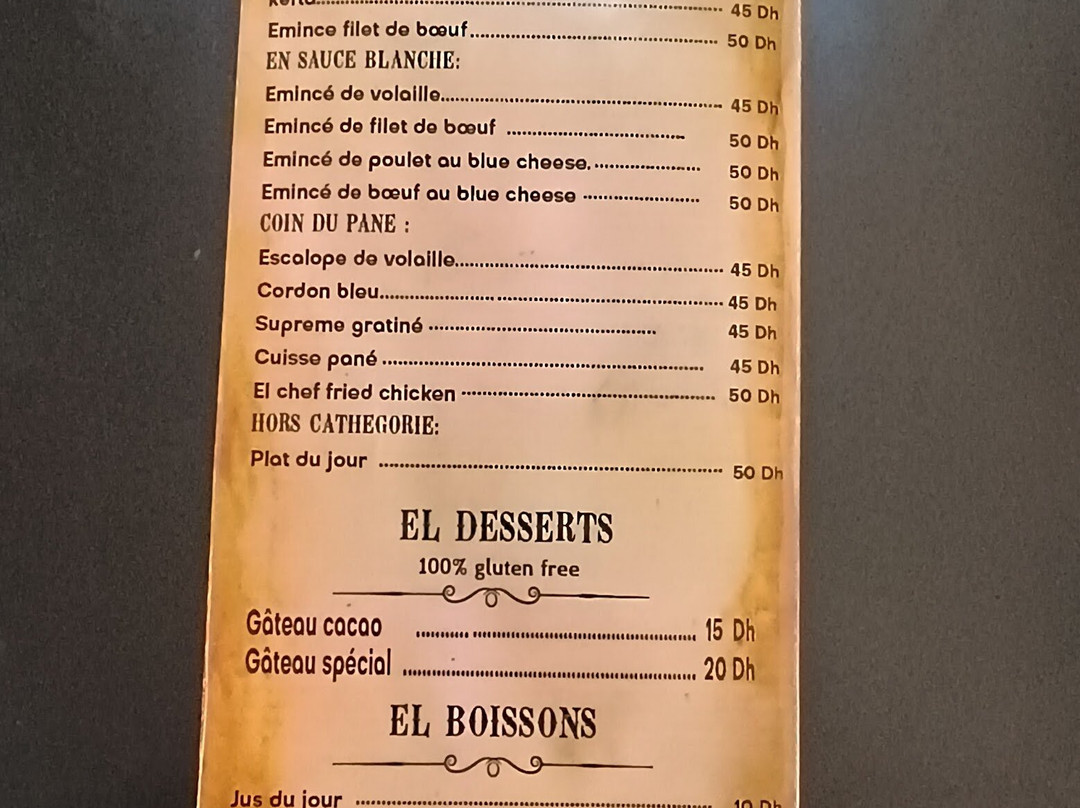 45 Dh
Emince filet de bœuf........................................ 50 Dh
EN SAUCE BLANCHE:
Emincé de volaille........................................ 45 Dh
Emincé de filet de bœuf ........................................ 50 Dh
Emincé de poulet au blue cheese. .................... 50 Dh
Emincé de bœuf au blue cheese .................... 50 Dh
COIN DU PANE :
Escalope de volaille........................................ 45 Dh
Cordon bleu........................................ 45 Dh
Supreme gratiné ........................................ 45 Dh
Cuisse pané ........................................ 45 Dh
El chef fried chicken ........................................ 50 Dh
HORS CATHEGORIE:
Plat du jour ........................................ 50 Dh
EL DESSERTS
100% gluten free
Gâteau cacao ........................................ 15 Dh
Gâteau spécial ........................................ 20 Dh
EL BOISSONS
Jus du jour ........................................ 10 Dh